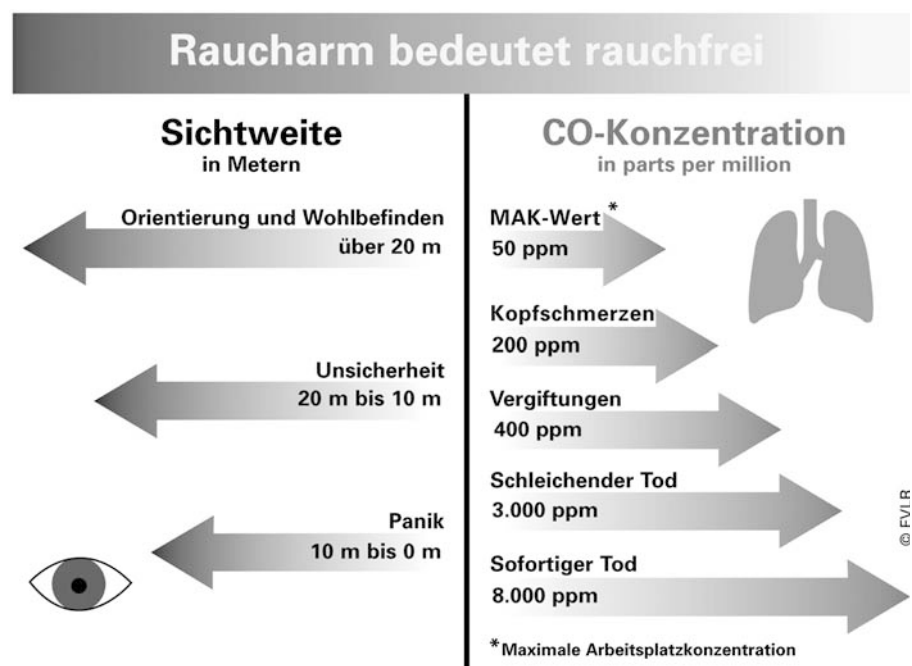 Raucharm bedeutet rauchfrei
Sichtweite
in Metern
Orientierung und Wohlbefinden
über 20 m
Unsicherheit
20 m bis 10 m
Panik
10 m bis 0 m
CO-Konzentration
in parts per million
MAK-Wert *
50 ppm
Kopfschmerzen
200 ppm
Vergiftungen
400 ppm
Schleichender Tod
3.000 ppm
Sofortiger Tod
8.000 ppm
* Maximale Arbeitsplatzkonzentration
© FVLR